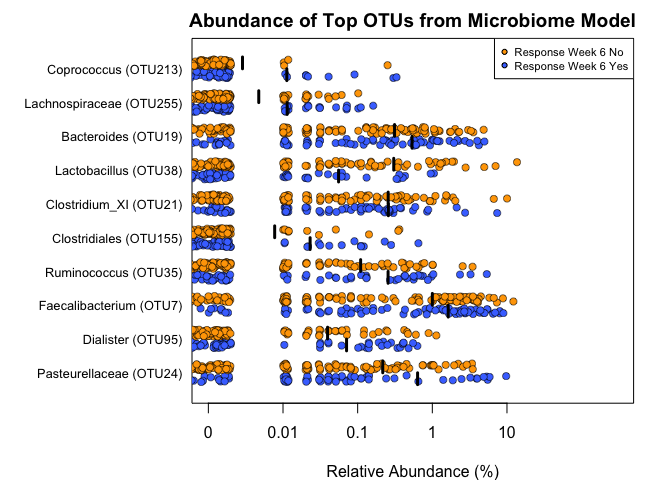 Abundance of Top OTUs from Microbiome Model
Response Week 6 No
Response Week 6 Yes
Coprococcus (OTU213)
Lachnospiraceae (OTU255)
Bacteroides (OTU19)
Lactobacillus (OTU38)
Clostridium_XI (OTU21)
Clostridiales (OTU155)
Ruminococcus (OTU35)
Faecalibacterium (OTU7)
Dialister (OTU95)
Pasteurellaceae (OTU24)
0 0.01 0.1 1 10
Relative Abundance (%)